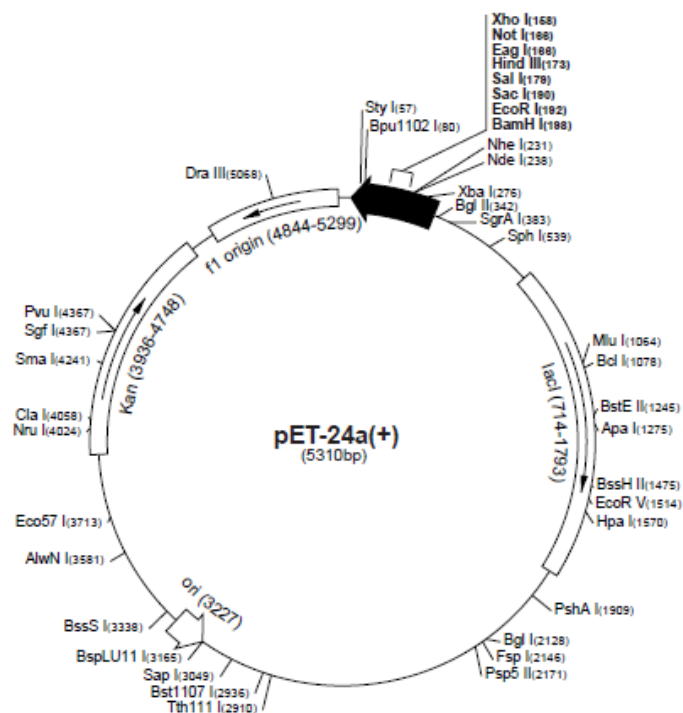 Xho I(158)
Not I(166)
Eag I(166)
Hind III(173)
Sal I(179)
Sac I(190)
EcoR I(192)
BamH I(198)
Sty I(57)
Bpu1102 I(80)
Nhe I(231)
Nde I(238)
Xba I(276)
Bgl II(342)
SgrA I(383)
Sph I(539)
Dra III(5068)
f1 origin (4844-5299)
Pvu I(4367)
Sgf I(4367)
Sma I(4241)
Kan (3936-4748)
Cla I(4058)
Nru I(4024)
Mlu I(1064)
Bcl I(1078)
BstE II(1245)
Apa I(1275)
lacI (714-1793)
BssH II(1475)
EcoR V(1514)
Hpa I(1570)
pET-24a(+)
(5310bp)
Eco57 I(3713)
AlwN I(3581)
ori (3227)
BssS I(3338)
BspLU11 I(3165)
Sap I(3049)
Bst1107 I(2936)
Tth111 I(2910)
PshA I(1909)
Bgl I(2128)
Fsp I(2146)
Psp5 II(2171)